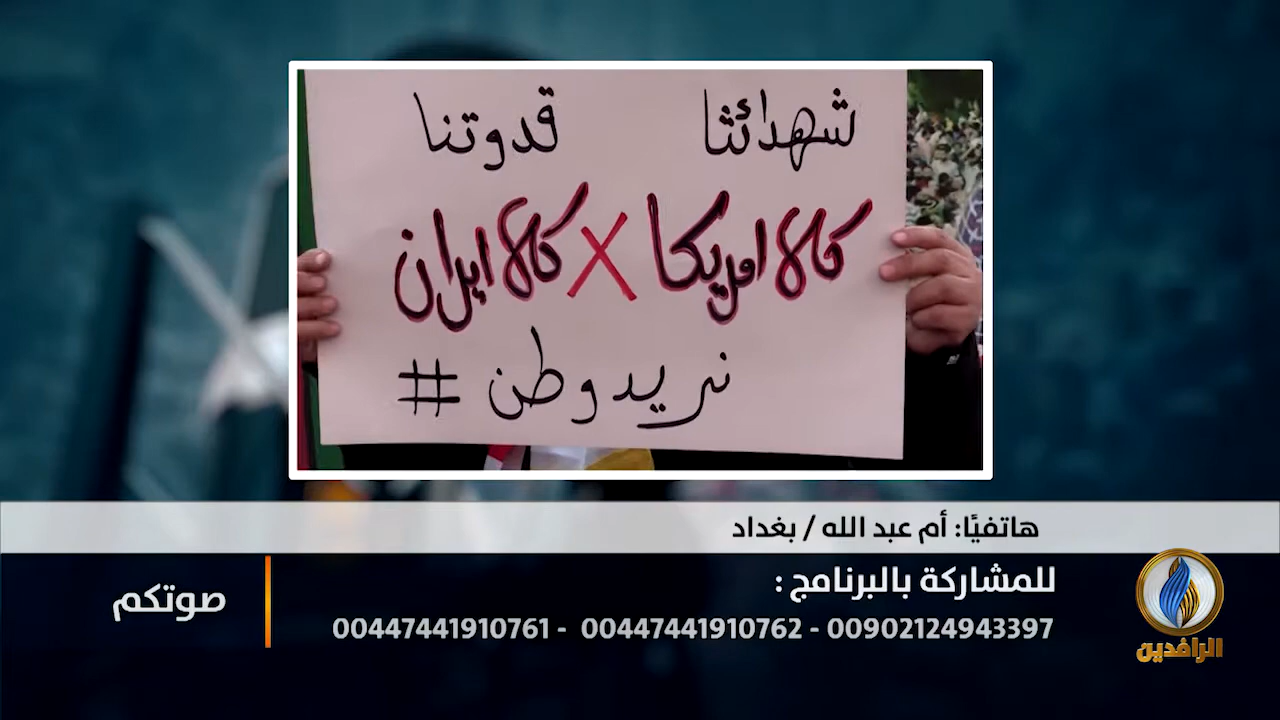 شهدائنا قدوتنا
كلا امريكا X كلا ايران
نريد وطن #
هاتفيًا: أم عبد الله / بغداد
للمشاركة بالبرنامج :
00447441910761 - 00447441910762 - 00902124943397
صوتكم
الرافدين